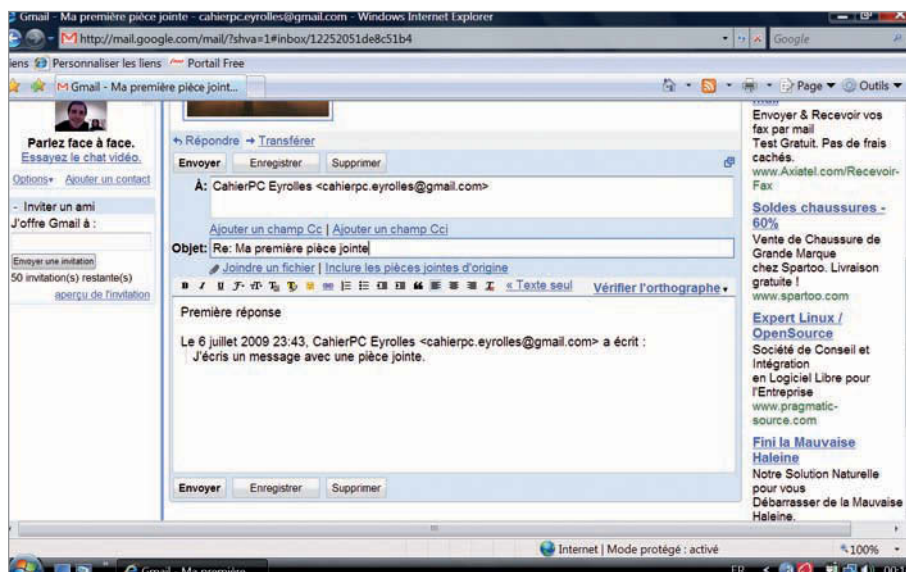 Gmail - Ma première pièce jointe - cahierpc.eyrolles@gmail.com - Windows Internet Explorer
http://mail.google.com/mail/?shva=1#inbox/12252051de8c51b4
Google
iens Personnaliser les liens Portail Free
Gmail - Ma première pièce joint...
Page Outils
Parlez face à face.
Essayez le chat vidéo.
Options Ajouter un contact
- Inviter un ami
J'offre Gmail à :
Envoyer une invitation
50 invitation(s) restante(s)
aperçu de l'invitation
Répondre Transférer
Envoyer Enregistrer Supprimer
À: CahierPC Eyrolles <cahierpc.eyrolles@gmail.com>
Ajouter un champ Cc | Ajouter un champ Cci
Objet: Re: Ma première pièce jointe
Joindre un fichier | Inclure les pièces jointes d'origine
« Texte seul Vérifier l'orthographe
Première réponse
Le 6 juillet 2009 23:43, CahierPC Eyrolles <cahierpc.eyrolles@gmail.com> a écrit :
J'écris un message avec une pièce jointe.
Envoyer Enregistrer Supprimer
Envoyer & Recevoir vos
fax par mail
Test Gratuit. Pas de frais
cachés.
www.Axiatel.com/Recevoir-
Fax
Soldes chaussures -
60%
Vente de Chaussure de
Grande Marque
chez Spartoo. Livraison
gratuite !
www.spartoo.com
Expert Linux /
OpenSource
Société de Conseil et
Intégration
en Logiciel Libre pour
l'Entreprise
www.pragmatic-
source.com
Fini la Mauvaise
Haleine
Notre Solution Naturelle
pour vous
Débarrasser de la Mauvaise
Haleine.
Internet | Mode protégé : activé
100%
Gmail - Ma première...
FR